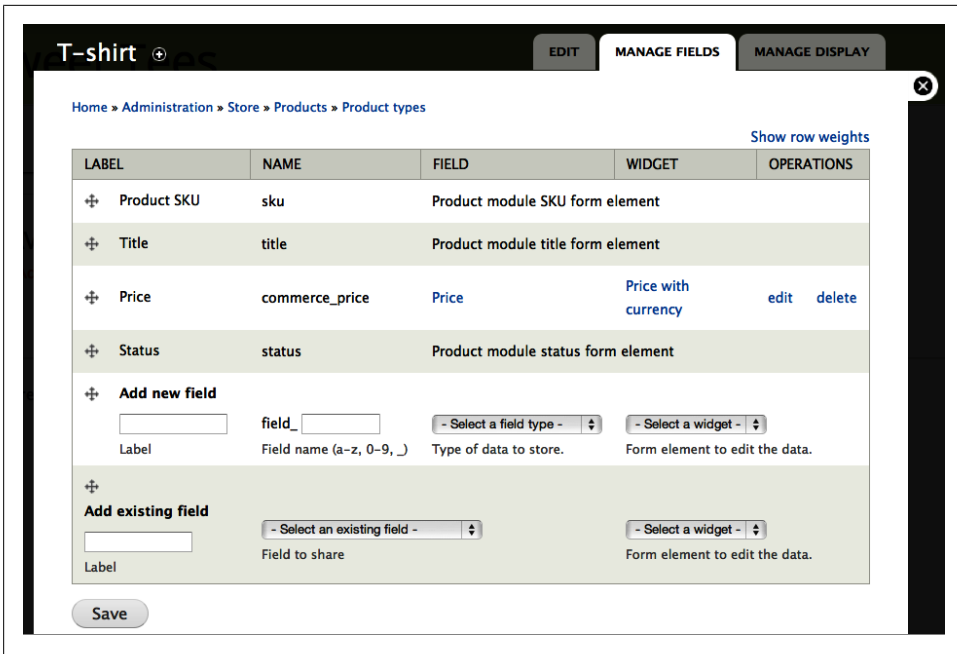 T-shirt
EDIT
MANAGE FIELDS
MANAGE DISPLAY
Home » Administration » Store » Products » Product types
Show row weights
LABEL NAME FIELD WIDGET OPERATIONS
Product SKU sku Product module SKU form element
Title title Product module title form element
Price commerce_price Price Price with currency edit delete
Status status Product module status form element
Add new field
field_ - Select a field type - - Select a widget -
Label Field name (a-z, 0-9, _) Type of data to store. Form element to edit the data.
Add existing field
- Select an existing field - - Select a widget -
Label Field to share Form element to edit the data.
Save